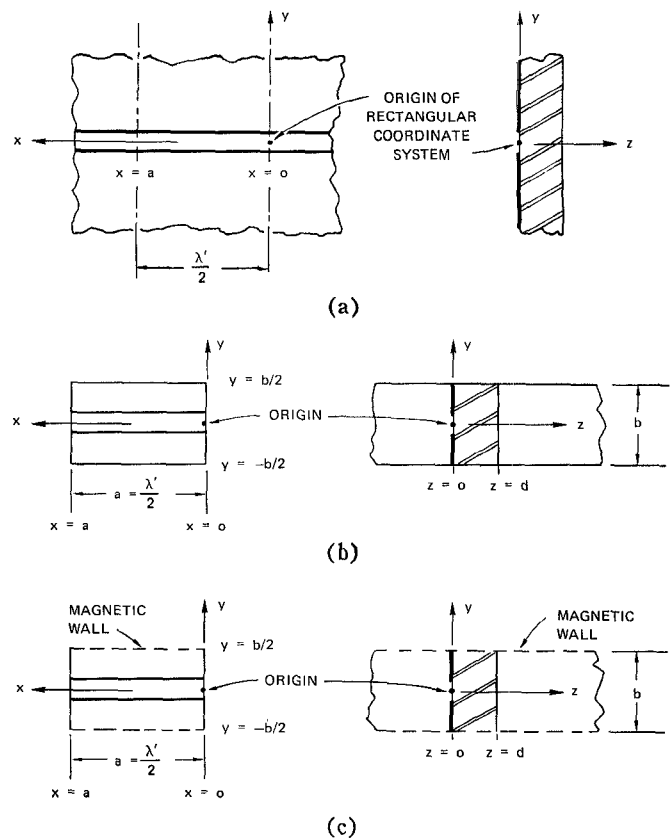 y
y
ORIGIN OF
RECTANGULAR
COORDINATE
SYSTEM
x
z
x = a
x = o
λ'
2
(a)
y
y
y = b/2
x
ORIGIN
z
b
y = -b/2
a = λ'/2
z = o
z = d
x = a
x = o
(b)
MAGNETIC
WALL
y
y
MAGNETIC
WALL
y = b/2
x
ORIGIN
z
b
y = -b/2
a = λ'/2
z = o
z = d
x = a
x = o
(c)